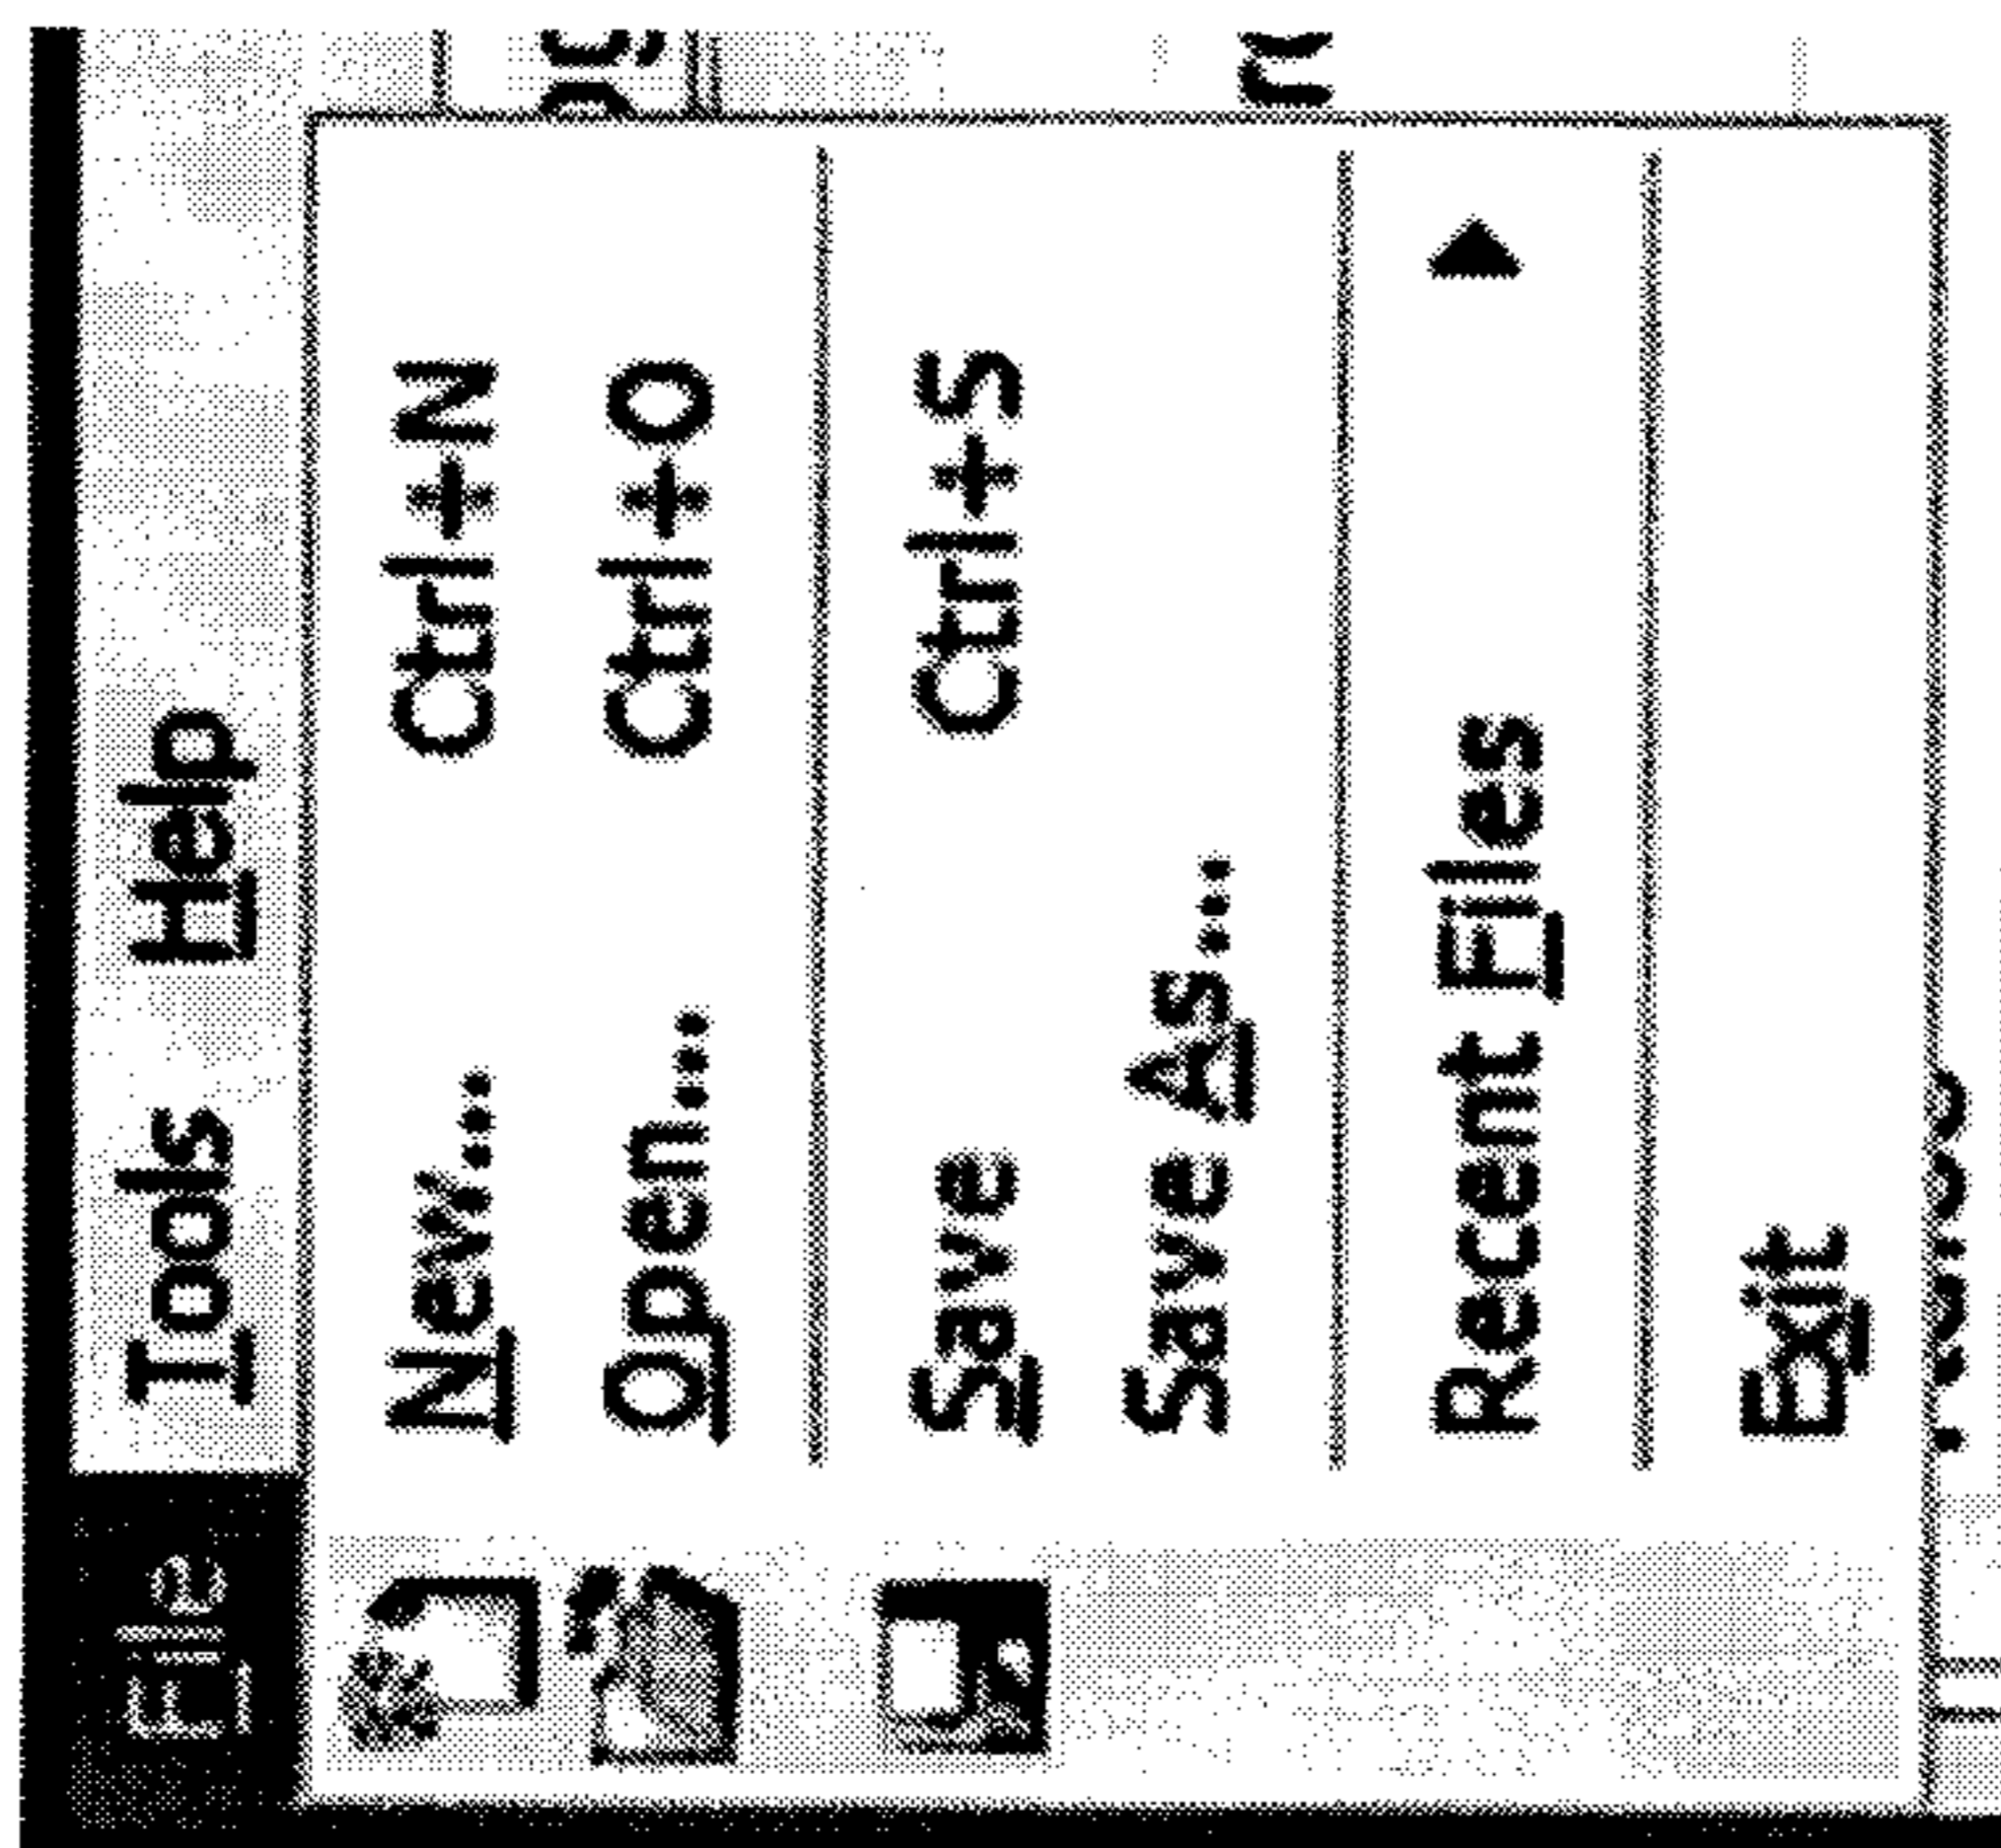 File Tools Help
New... Ctrl+N
Open... Ctrl+O
Save Ctrl+S
Save As...
Recent Files
Exit